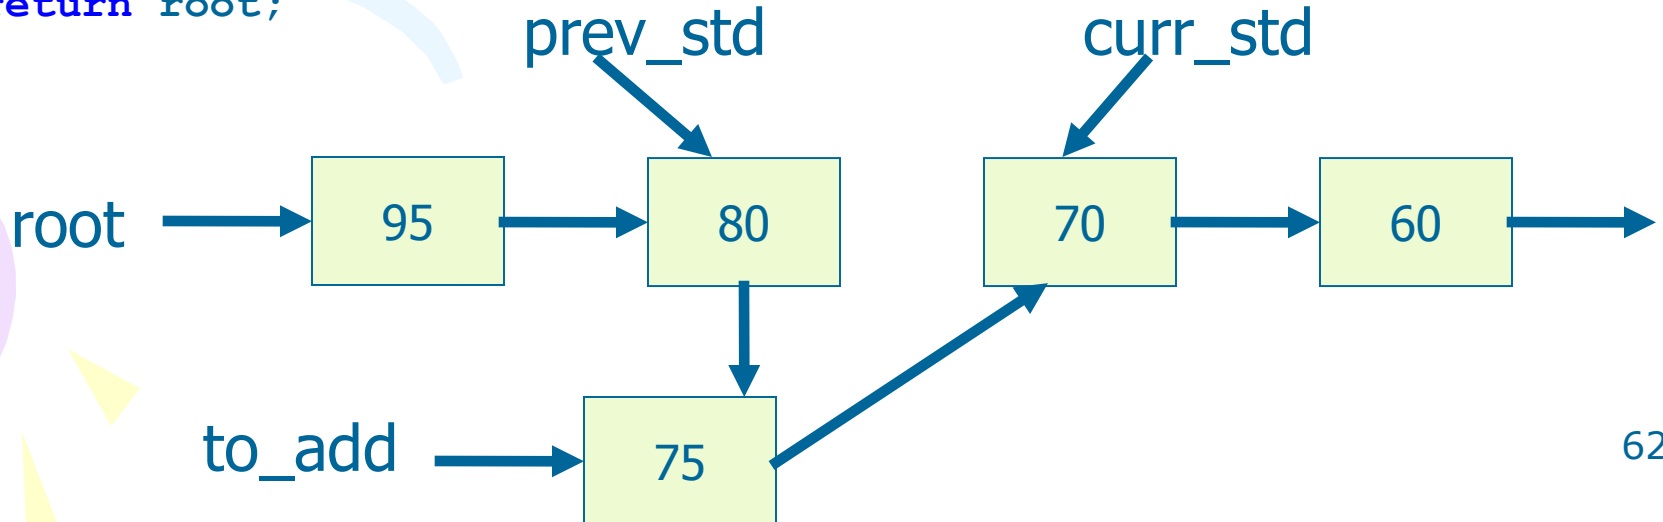 return root;
prev_std
curr_std
root
95
80
70
60
to_add
75
62